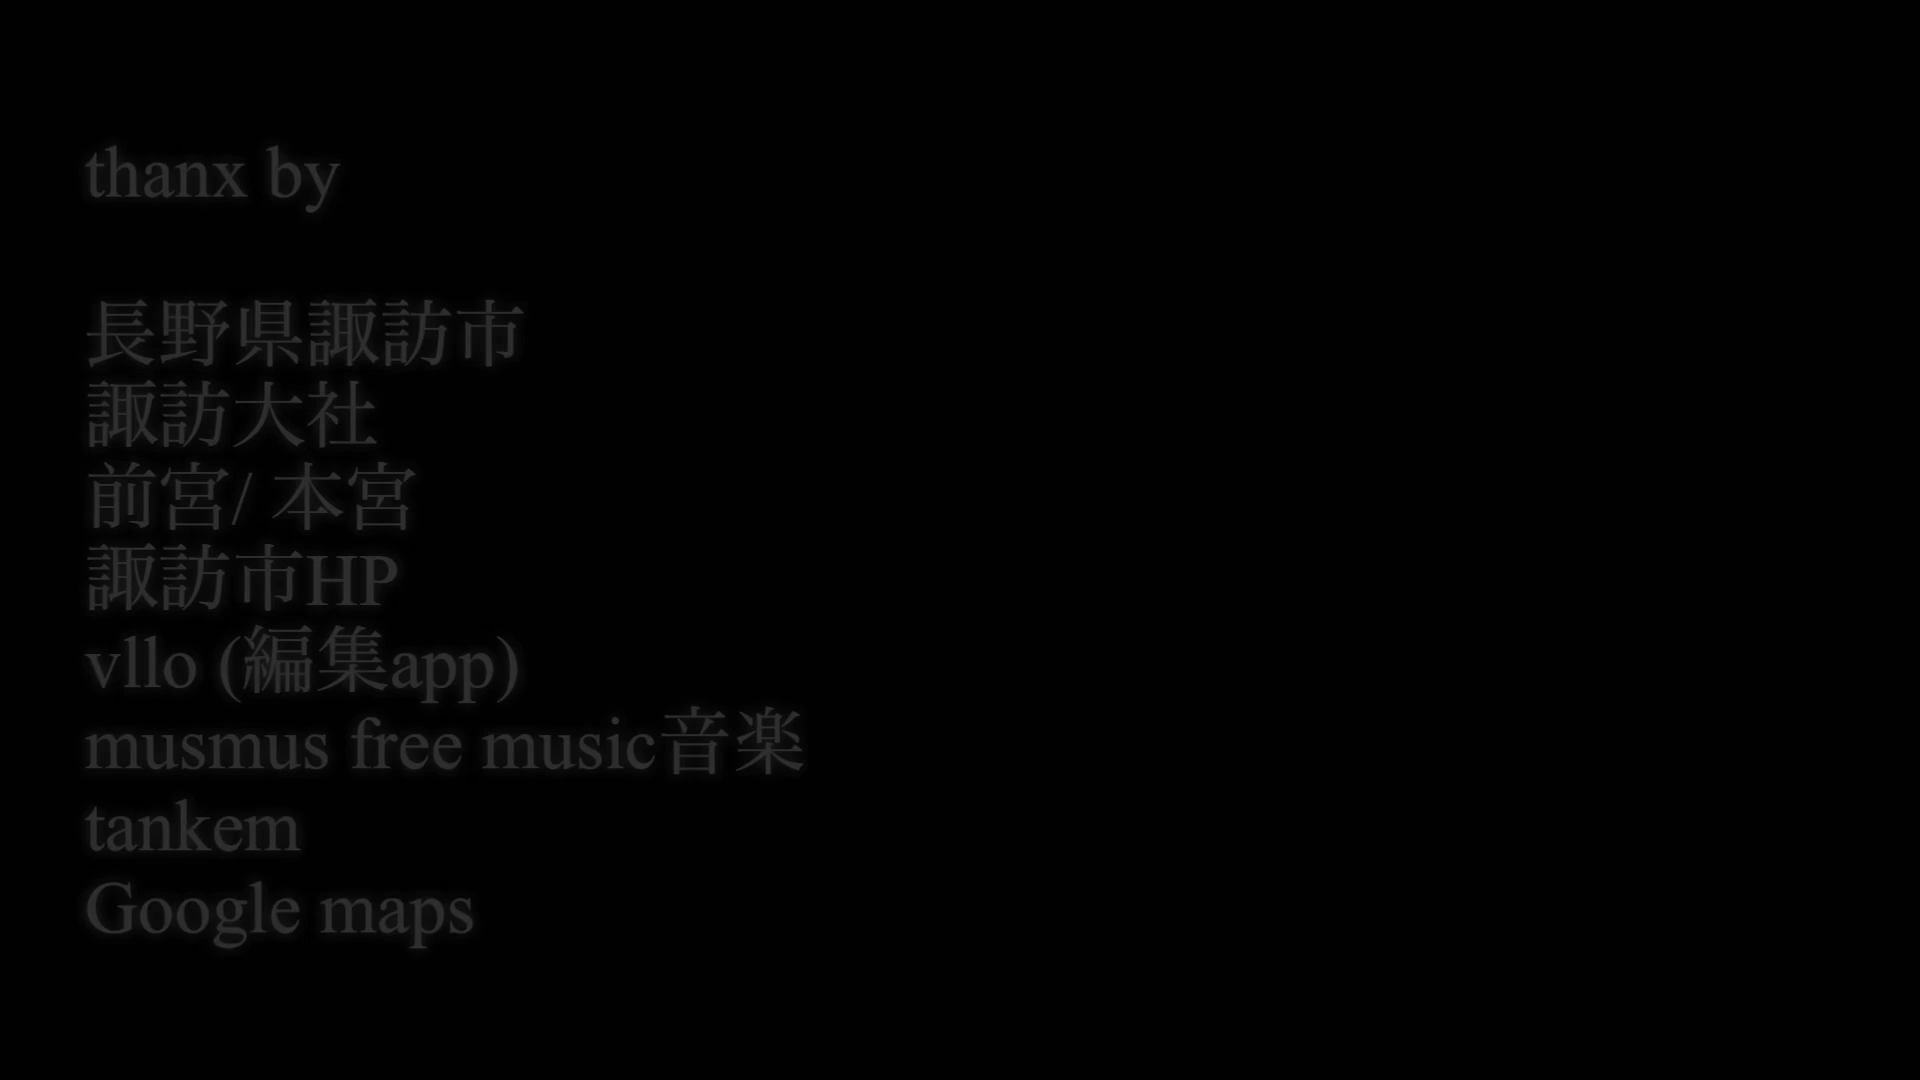 thanx by
長野県諏訪市
諏訪大社
前宮/ 本宮
諏訪市HP
vllo (編集app)
musmus free music音楽
tankem
Google maps